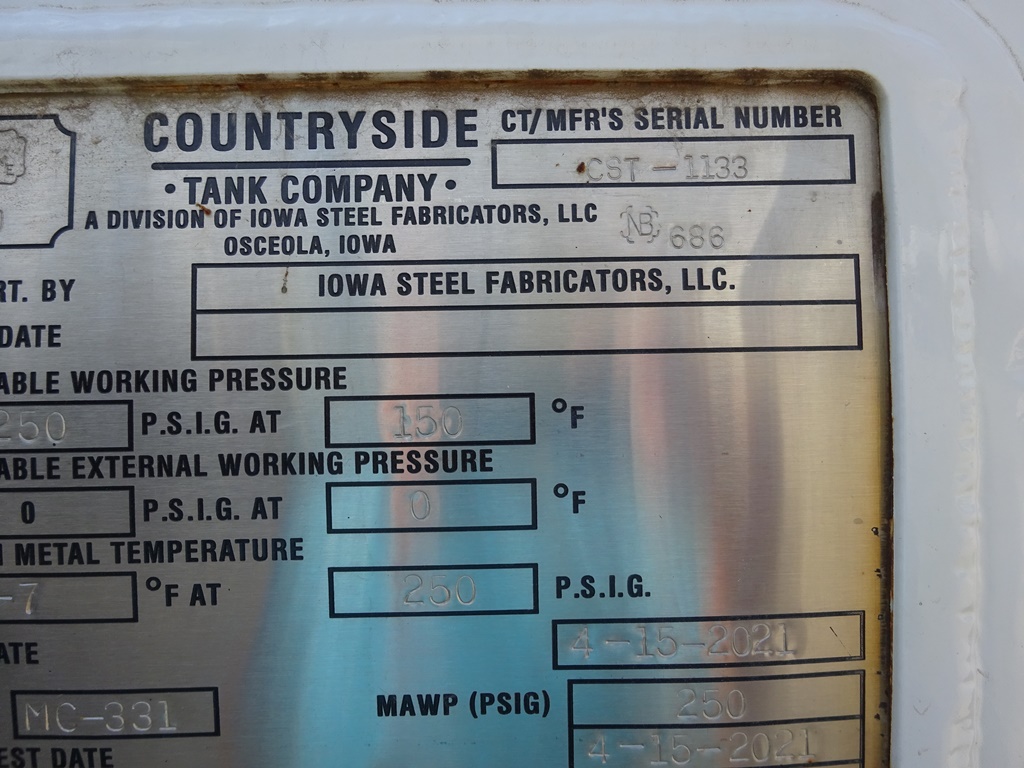 COUNTRYSIDE
CT/MFR'S SERIAL NUMBER
CST-1133
•TANK COMPANY•
A DIVISION OF IOWA STEEL FABRICATORS, LLC
OSCEOLA, IOWA
NB 686
RT. BY
IOWA STEEL FABRICATORS, LLC.
DATE
ABLE WORKING PRESSURE
250 P.S.I.G. AT 150 °F
ABLE EXTERNAL WORKING PRESSURE
0 P.S.I.G. AT 0 °F
METAL TEMPERATURE
-7 °F AT 250 P.S.I.G.
ATE
4-15-2021
MC-331
MAWP (PSIG) 250
EST DATE
4-15-2021